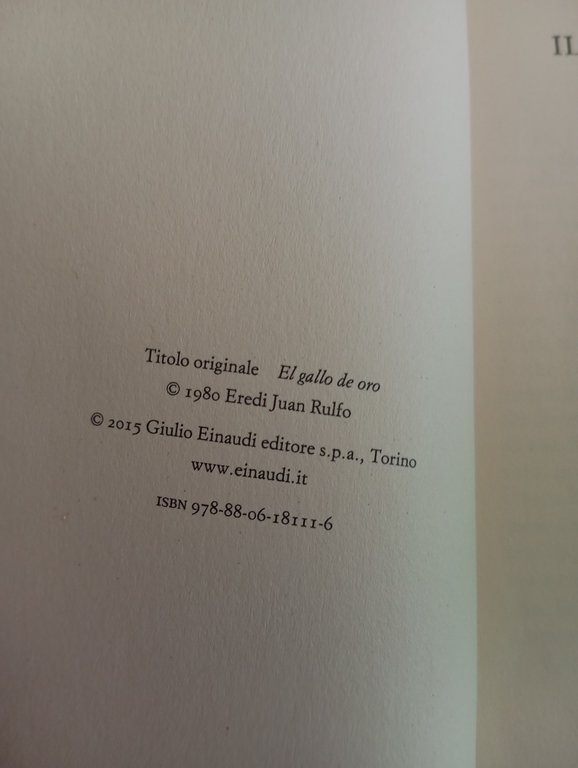 Titolo originale El gallo de oro
© 1980 Eredi Juan Rulfo
© 2015 Giulio Einaudi editore s.p.a., Torino
www.einaudi.it
ISBN 978-88-06-18111-6
IL